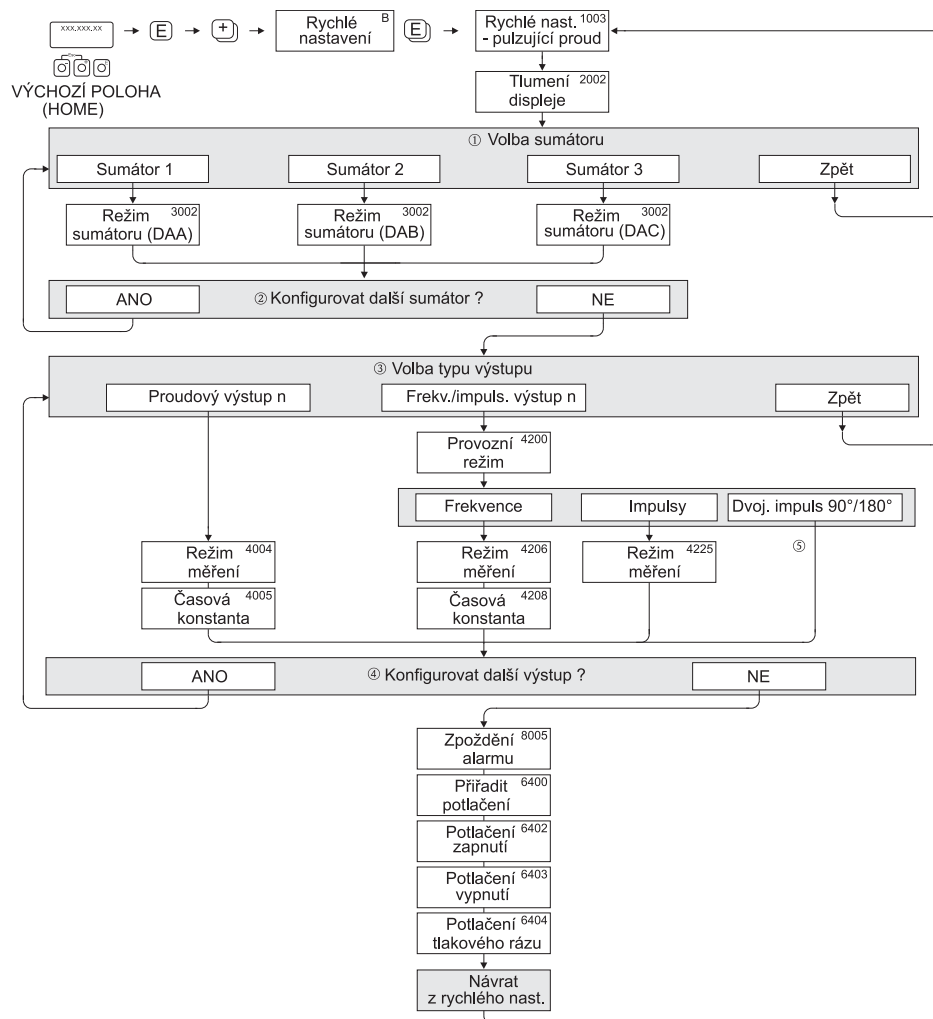 xxx.xxx.xx
E
+
Rychlé B
nastavení
E
Rychlé nast. 1003
- pulzující proud
VÝCHOZÍ POLOHA
(HOME)
Tlumení 2002
displeje
① Volba sumátoru
Sumátor 1
Sumátor 2
Sumátor 3
Zpět
Režim 3002
sumátoru (DAA)
Režim 3002
sumátoru (DAB)
Režim 3002
sumátoru (DAC)
ANO
② Konfigurovat další sumátor ?
NE
③ Volba typu výstupu
Proudový výstup n
Frekv./impuls. výstup n
Zpět
Provozní 4200
režim
Frekvence
Impulsy
Dvoj. impuls 90°/180°
⑤
Režim 4004
měření
Režim 4206
měření
Režim 4225
měření
Časová 4005
konstanta
Časová 4208
konstanta
ANO
④ Konfigurovat další výstup ?
NE
Zpoždění 8005
alarmu
Přiřadit 6400
potlačení
Potlačení 6402
zapnutí
Potlačení 6403
vypnutí
Potlačení 6404
tlakového rázu
Návrat
z rychlého nast.